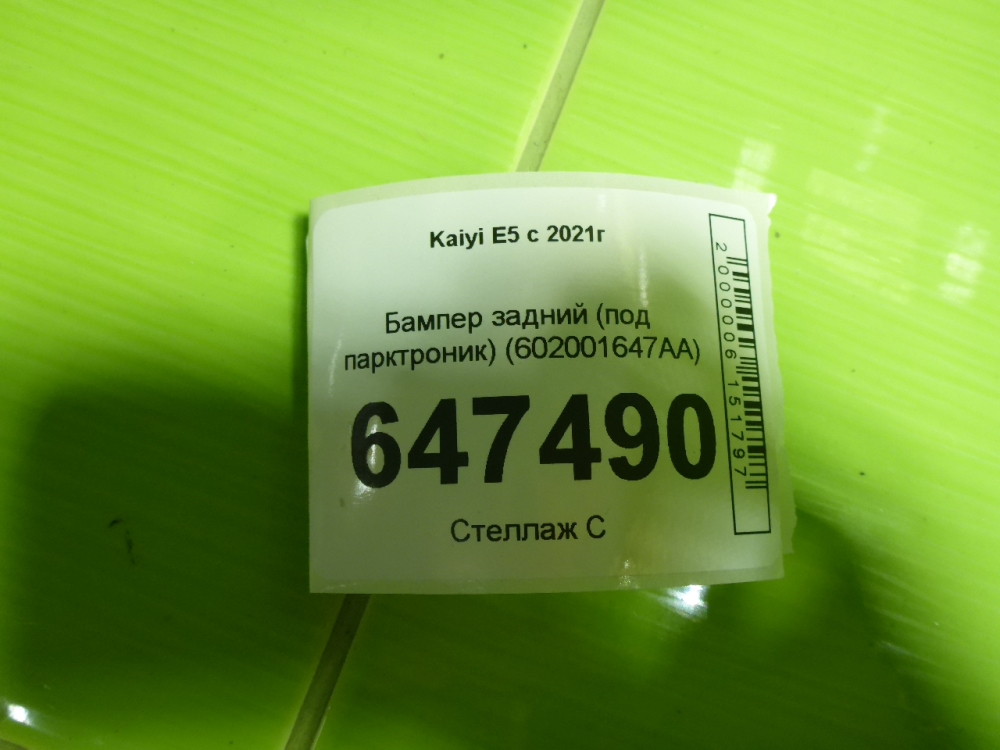 Kaiyi E5 с 2021г
Бампер задний (под
парктроник) (602001647AA)
647490
Стеллаж С
2000006151797